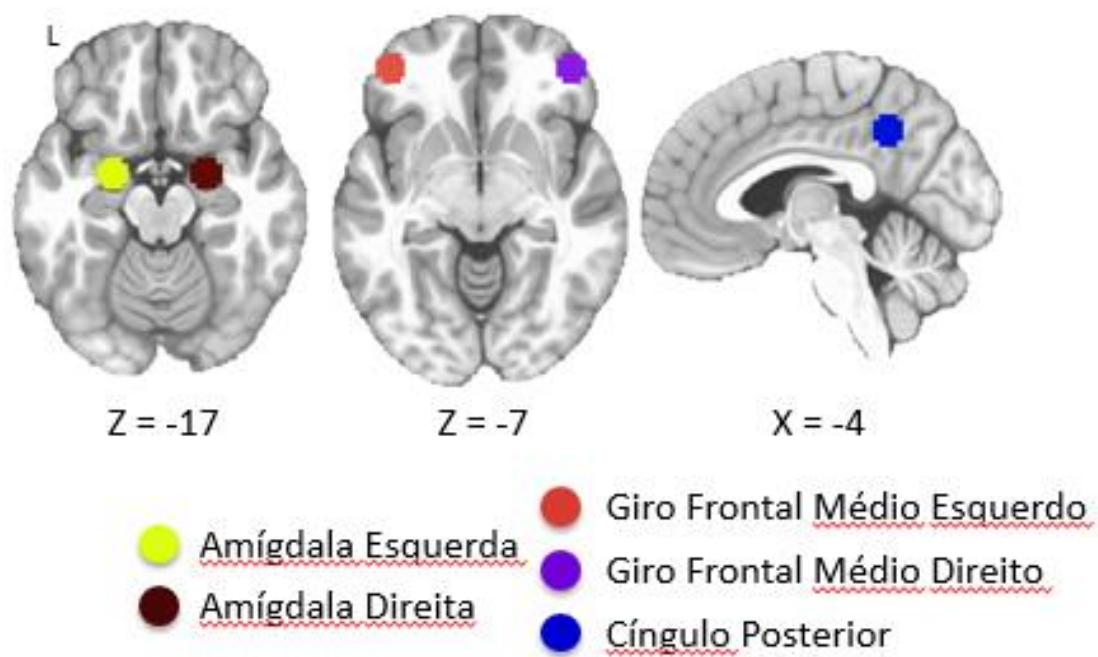 L
Z = -17
Z = -7
X = -4
Amígdala Esquerda
Amígdala Direita
Giro Frontal Médio Esquerdo
Giro Frontal Médio Direito
Cíngulo Posterior